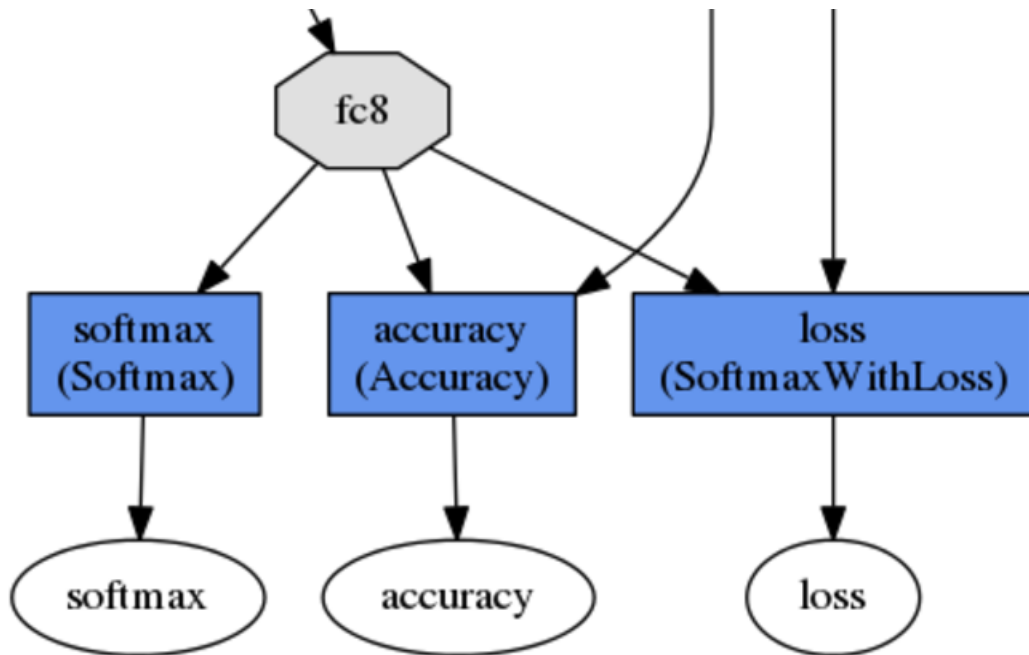 fc8
softmax
(Softmax)
accuracy
(Accuracy)
loss
(SoftmaxWithLoss)
softmax
accuracy
loss